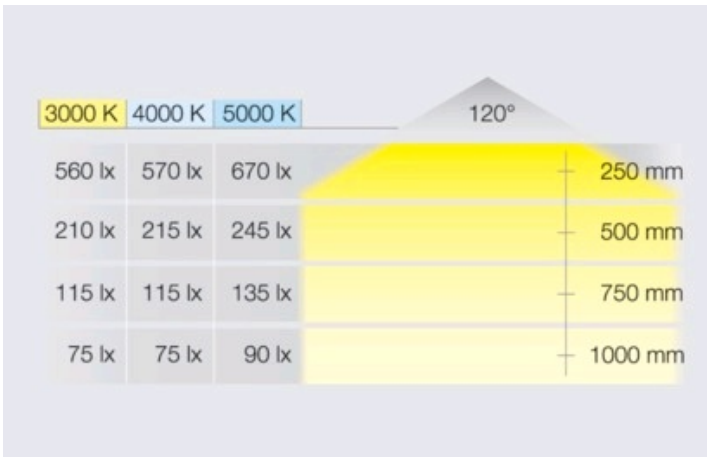 3000 K 4000 K 5000 K 120°
560 lx 570 lx 670 lx 250 mm
210 lx 215 lx 245 lx 500 mm
115 lx 115 lx 135 lx 750 mm
75 lx 75 lx 90 lx 1000 mm